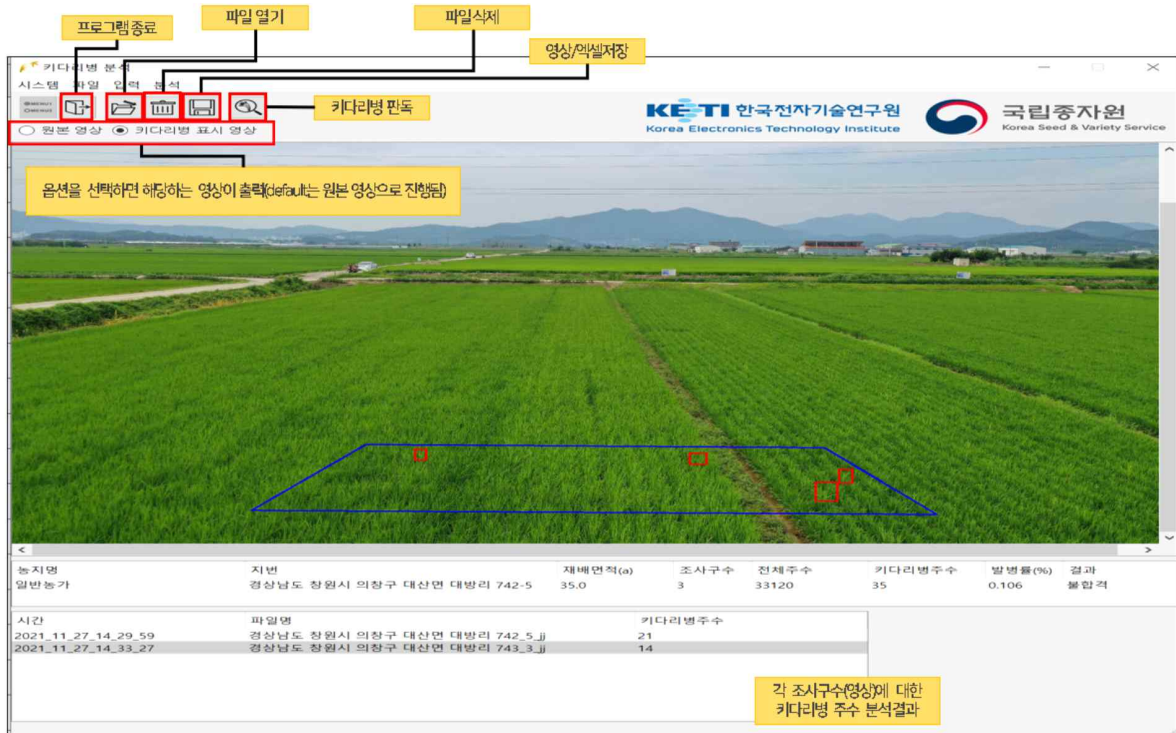 프로그램 종료
파일 열기
파일삭제
영상/엑셀저장
키다리병 분석
시스템 파일 입력 분석
키다리병 판독
KETI 한국전자기술연구원
Korea Electronics Technology Institute
국립종자원
Korea Seed & Variety Service
원본 영상 키다리병 표시 영상
옵션을 선택하면 해당하는 영상이 출력(default는 원본 영상으로 진행됨)
농지명 지번 재배면적(a) 조사구수 전체주수 키다리병주수 발병률(%) 결과
일반농가 경상남도 창원시 의창구 대산면 대방리 742-5 35.0 3 33120 35 0.106 불합격
시간 파일명 키다리병주수
2021_11_27_14_29_59 경상남도 창원시 의창구 대산면 대방리 742_5_jj 21
2021_11_27_14_33_27 경상남도 창원시 의창구 대산면 대방리 743_3_jj 14
각 조사구수(영상)에 대한
키다리병 주수 분석결과